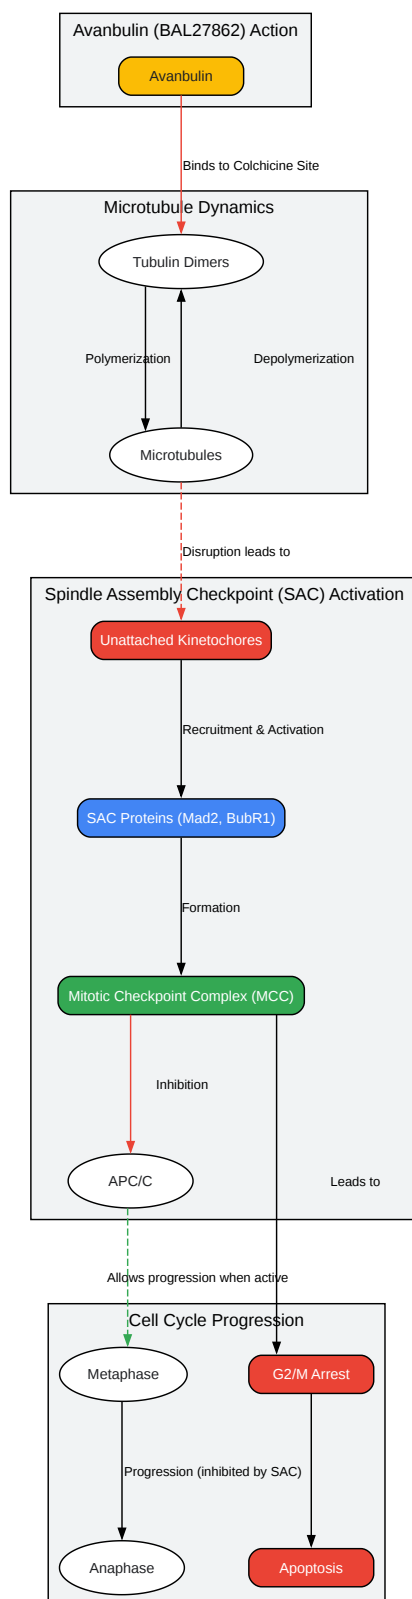 Avanbulin (BAL27862) Action
Avanbulin
Binds to Colchicine Site
Microtubule Dynamics
Tubulin Dimers
Polymerization
Depolymerization
Microtubules
Disruption leads to
Spindle Assembly Checkpoint (SAC) Activation
Unattached Kinetochores
Recruitment & Activation
SAC Proteins (Mad2, BubR1)
Formation
Mitotic Checkpoint Complex (MCC)
Inhibition
APC/C
Leads to
Allows progression when active
Cell Cycle Progression
Metaphase
G2/M Arrest
Progression (inhibited by SAC)
Anaphase
Apoptosis